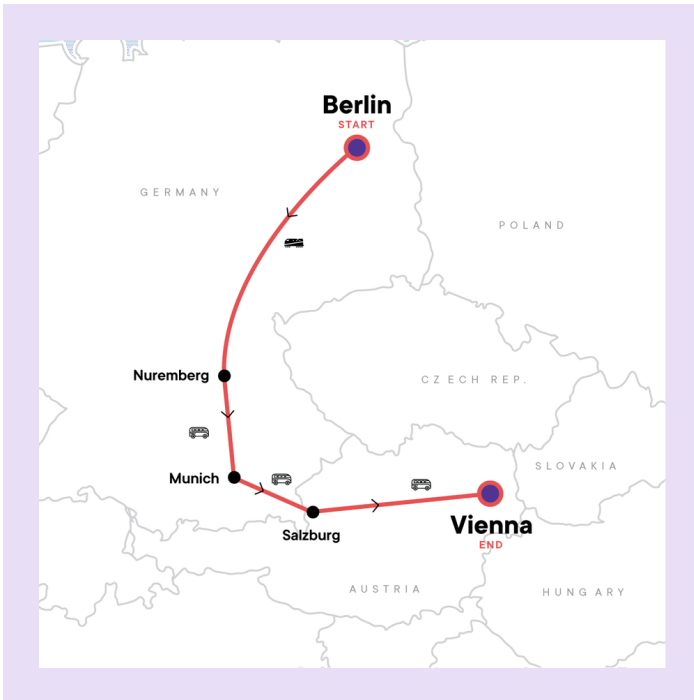 Berlin
START
GERMANY
POLAND
Nuremberg
CZECH REP.
SLOVAKIA
Munich
Salzburg
Vienna
END
AUSTRIA
HUNGARY